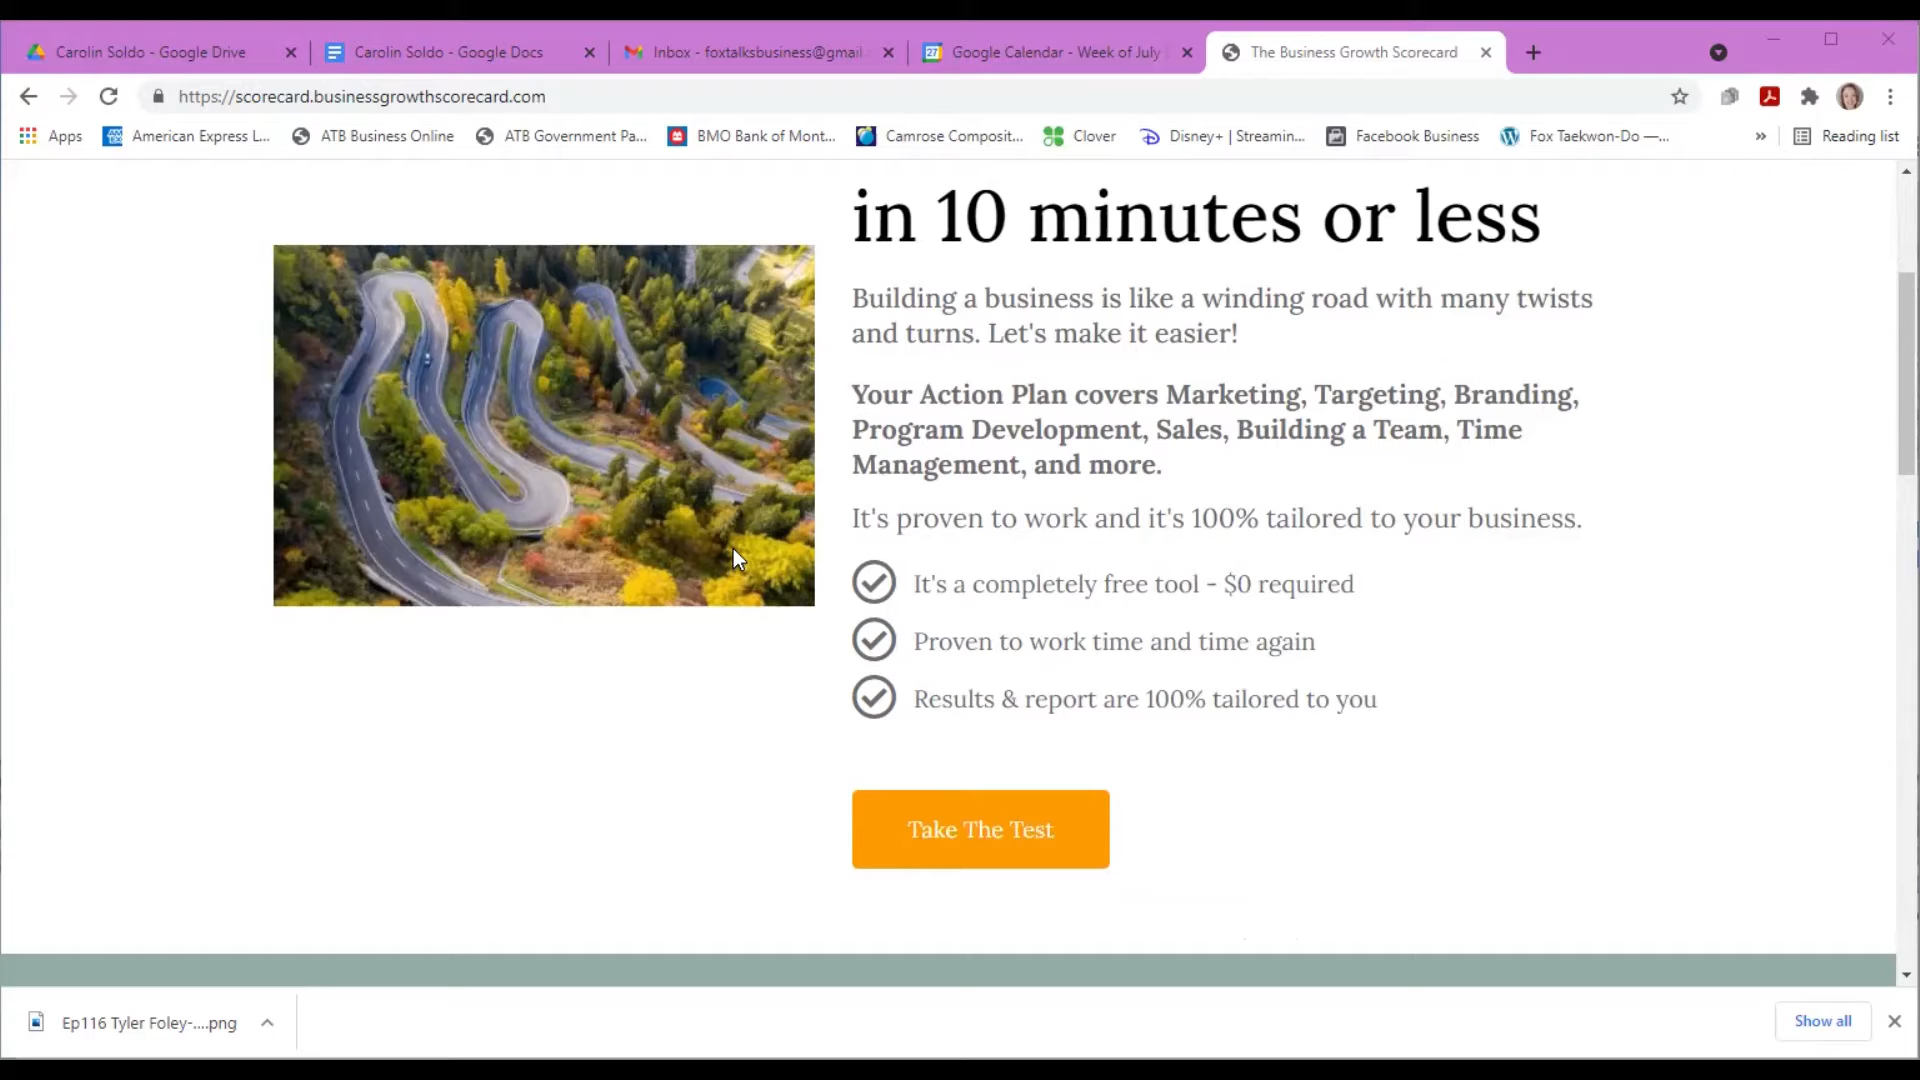 Carolin Soldo - Google Drive
Carolin Soldo - Google Docs
Inbox - foxtalksbusiness@gmail.
27
Google Calendar - Week of July
The Business Growth Scorecard
https://scorecard.businessgrowthscorecard.com
Apps
American Express L...
ATB Business Online
ATB Government Pa...
BMO Bank of Mont...
Camrose Composit...
Clover
Disney+ | Streamin...
Facebook Business
Fox Taekwon-Do —...
»
Reading list
in 10 minutes or less
Building a business is like a winding road with many twists
and turns. Let's make it easier!
Your Action Plan covers Marketing, Targeting, Branding,
Program Development, Sales, Building a Team, Time
Management, and more.
It's proven to work and it's 100% tailored to your business.
It's a completely free tool - $0 required
Proven to work time and time again
Results & report are 100% tailored to you
Take The Test
Ep116 Tyler Foley-....png
Show all